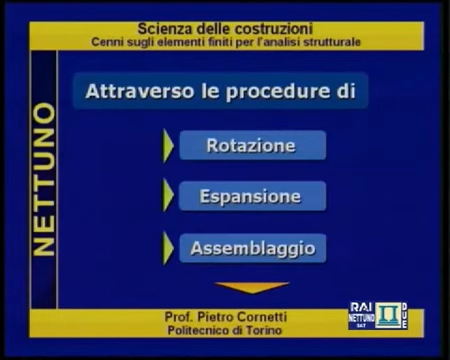 Scienza delle costruzioni
Cenni sugli elementi finiti per l'analisi strutturale
NETTUNO
Attraverso le procedure di
Rotazione
Espansione
Assemblaggio
Prof. Pietro Cornetti
Politecnico di Torino
RAI
NETTUNO
SAT
DUE